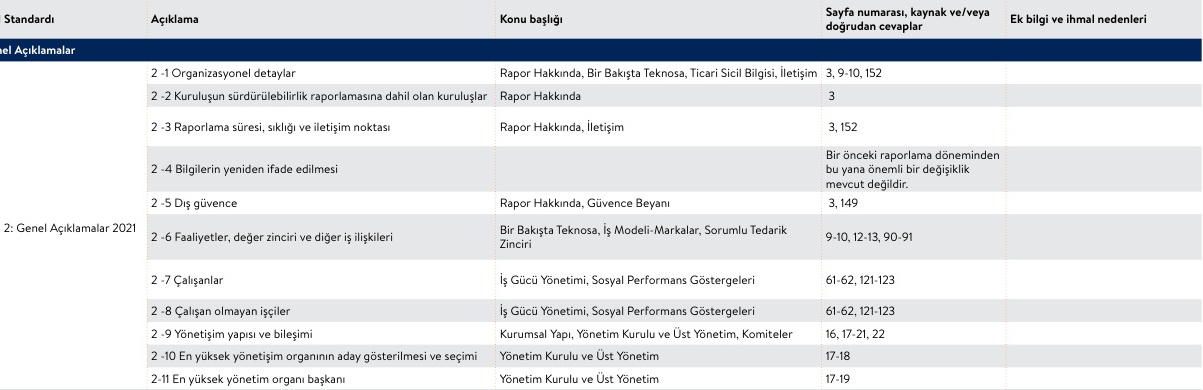 Standardı Açıklama Konu başlığı Sayfa numarası, kaynak ve/veya
doğrudan cevaplar Ek bilgi ve ihmal nedenleri
nel Açıklamalar
2: Genel Açıklamalar 2021
2 -1 Organizasyonel detaylar Rapor Hakkında, Bir Bakışta Teknosa, Ticari Sicil Bilgisi, İletişim 3, 9-10, 152
2 -2 Kuruluşun sürdürülebilirlik raporlamasına dahil olan kuruluşlar Rapor Hakkında 3
2 -3 Raporlama süresi, sıklığı ve iletişim noktası Rapor Hakkında, İletişim 3, 152
2 -4 Bilgilerin yeniden ifade edilmesi Bir önceki raporlama döneminden
bu yana önemli bir değişiklik
mevcut değildir.
2 -5 Dış güvence Rapor Hakkında, Güvence Beyanı 3, 149
2 -6 Faaliyetler, değer zinciri ve diğer iş ilişkileri Bir Bakışta Teknosa, İş Modeli-Markalar, Sorumlu Tedarik
Zinciri 9-10, 12-13, 90-91
2 -7 Çalışanlar İş Gücü Yönetimi, Sosyal Performans Göstergeleri 61-62, 121-123
2 -8 Çalışan olmayan işçiler İş Gücü Yönetimi, Sosyal Performans Göstergeleri 61-62, 121-123
2 -9 Yönetişim yapısı ve bileşimi Kurumsal Yapı, Yönetim Kurulu ve Üst Yönetim, Komiteler 16, 17-21, 22
2 -10 En yüksek yönetişim organının aday gösterilmesi ve seçimi Yönetim Kurulu ve Üst Yönetim 17-18
2-11 En yüksek yönetim organı başkanı Yönetim Kurulu ve Üst Yönetim 17-19